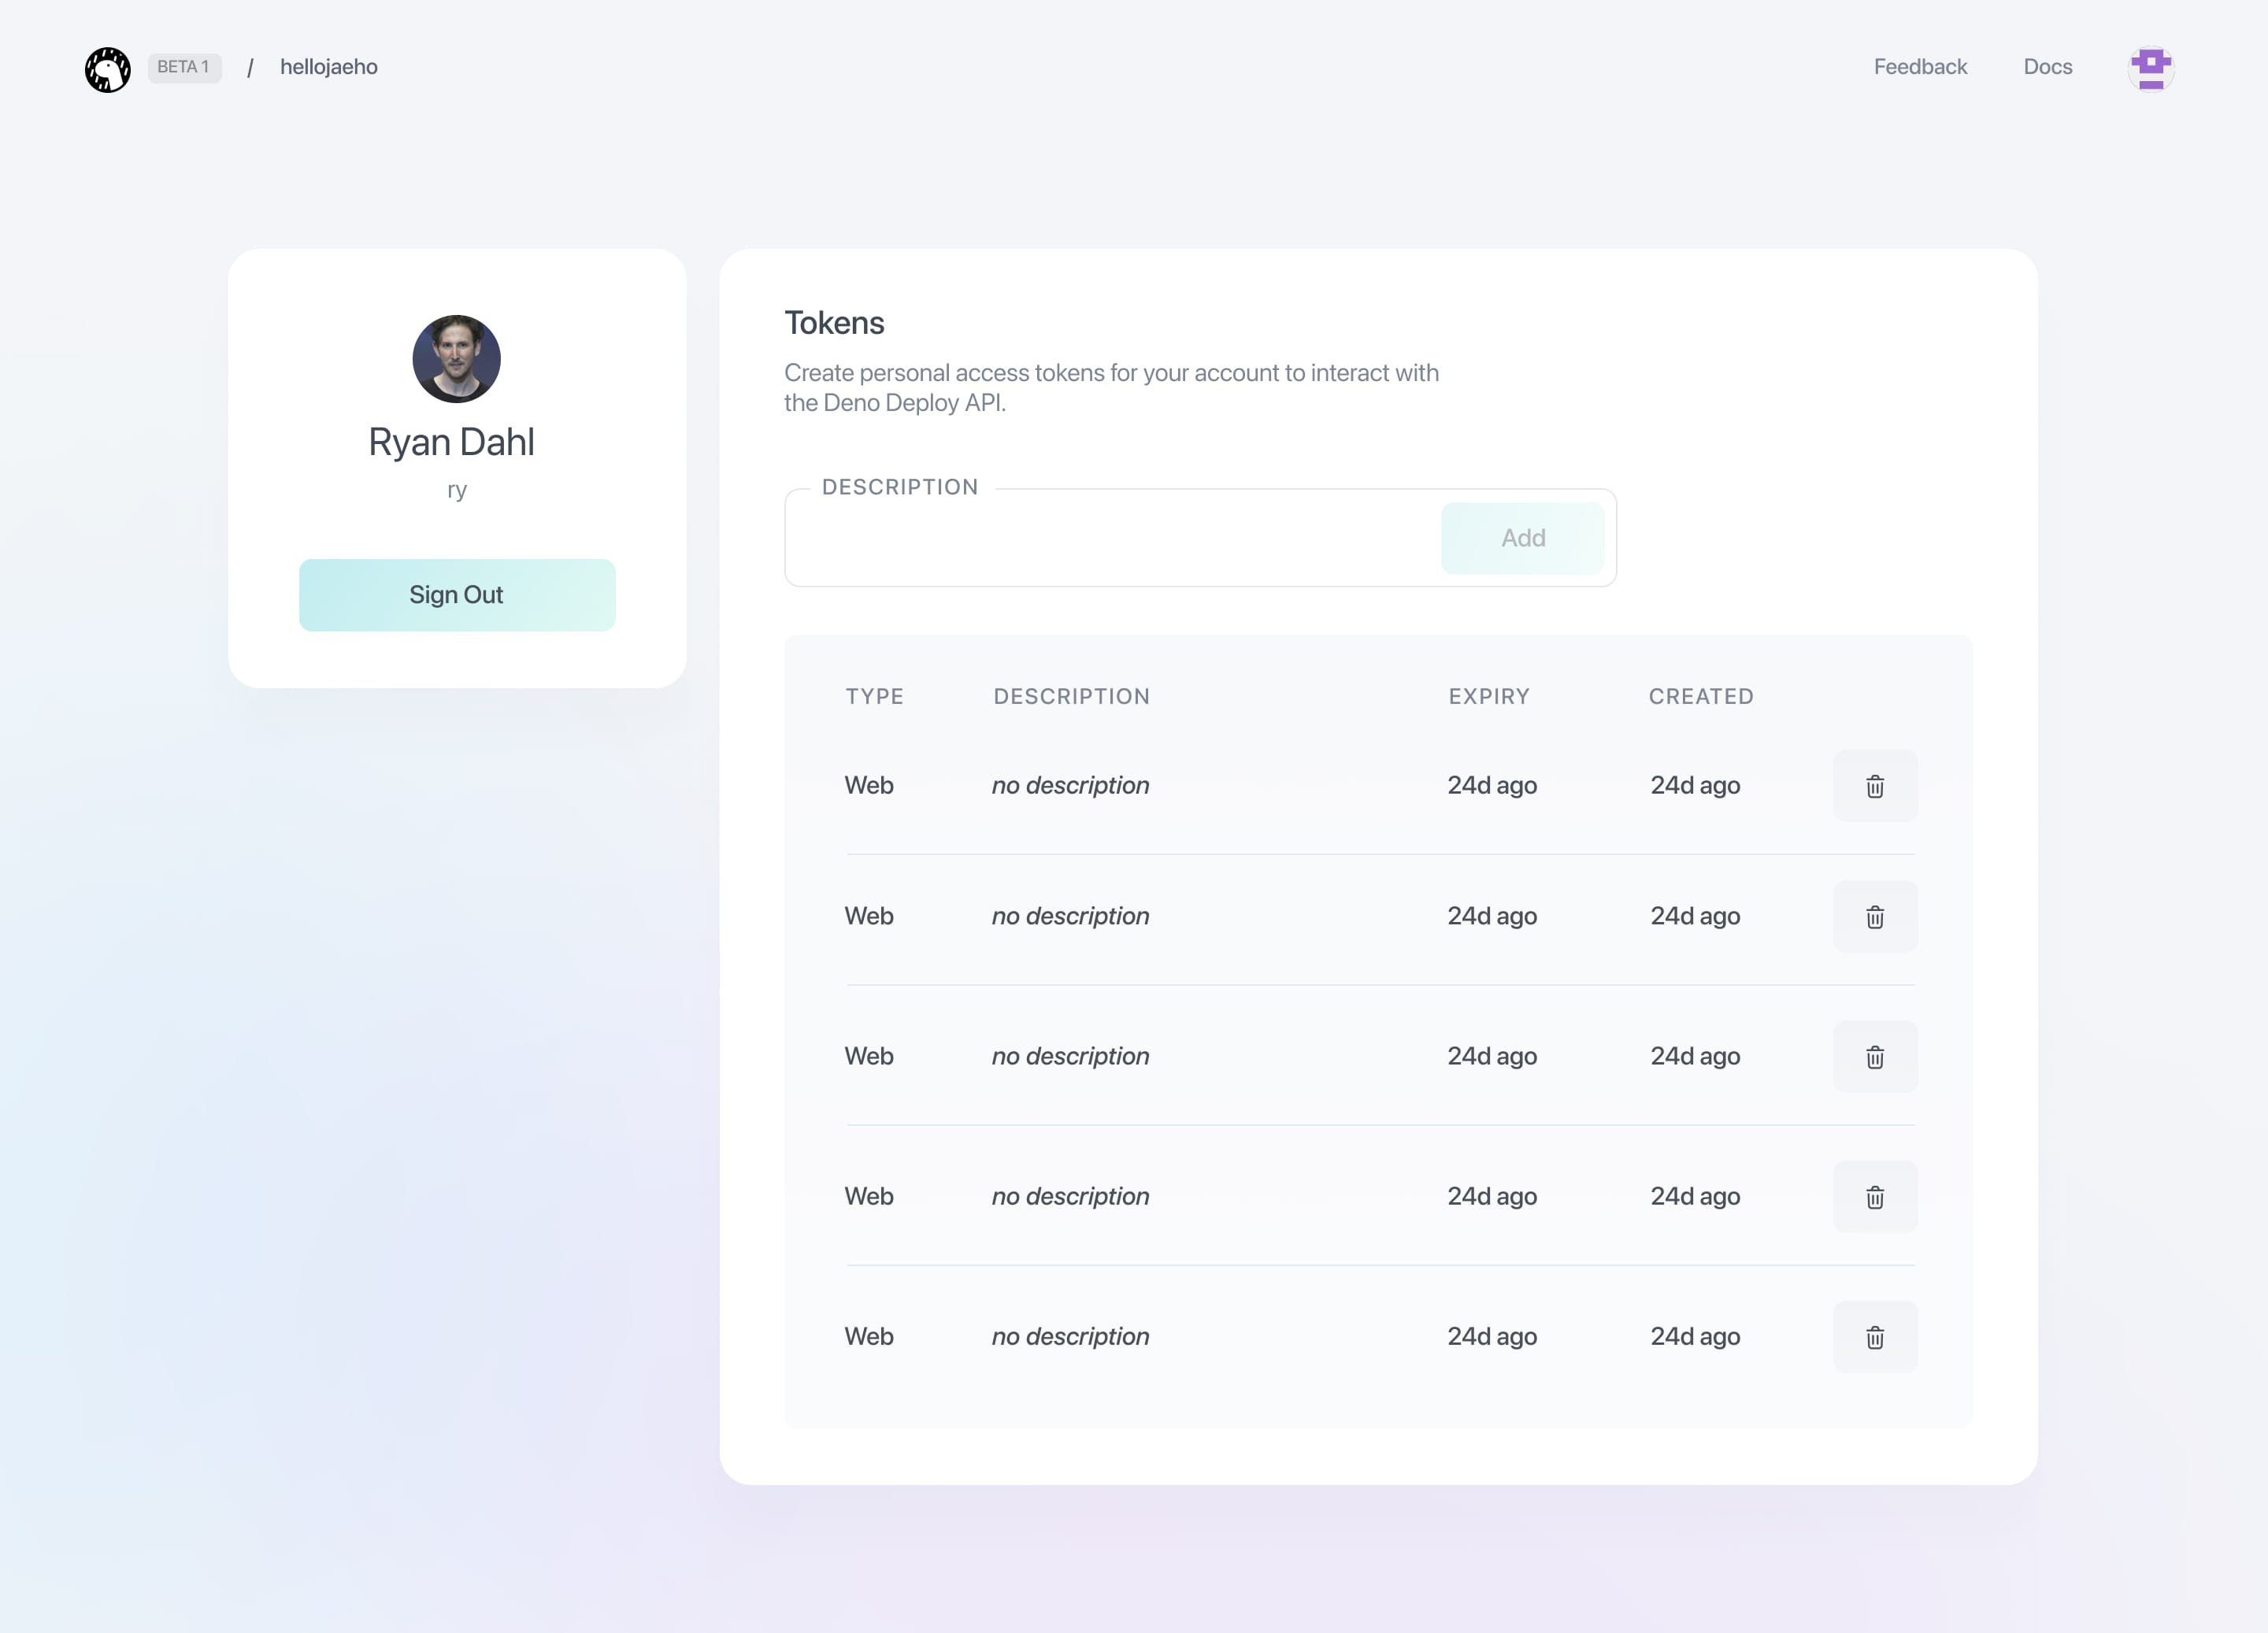 BETA 1 / hellojaeho Feedback Docs
Ryan Dahl
ry
Sign Out
Tokens
Create personal access tokens for your account to interact with
the Deno Deploy API.
DESCRIPTION
Add
TYPE DESCRIPTION EXPIRY CREATED
Web no description 24d ago 24d ago
Web no description 24d ago 24d ago
Web no description 24d ago 24d ago
Web no description 24d ago 24d ago
Web no description 24d ago 24d ago